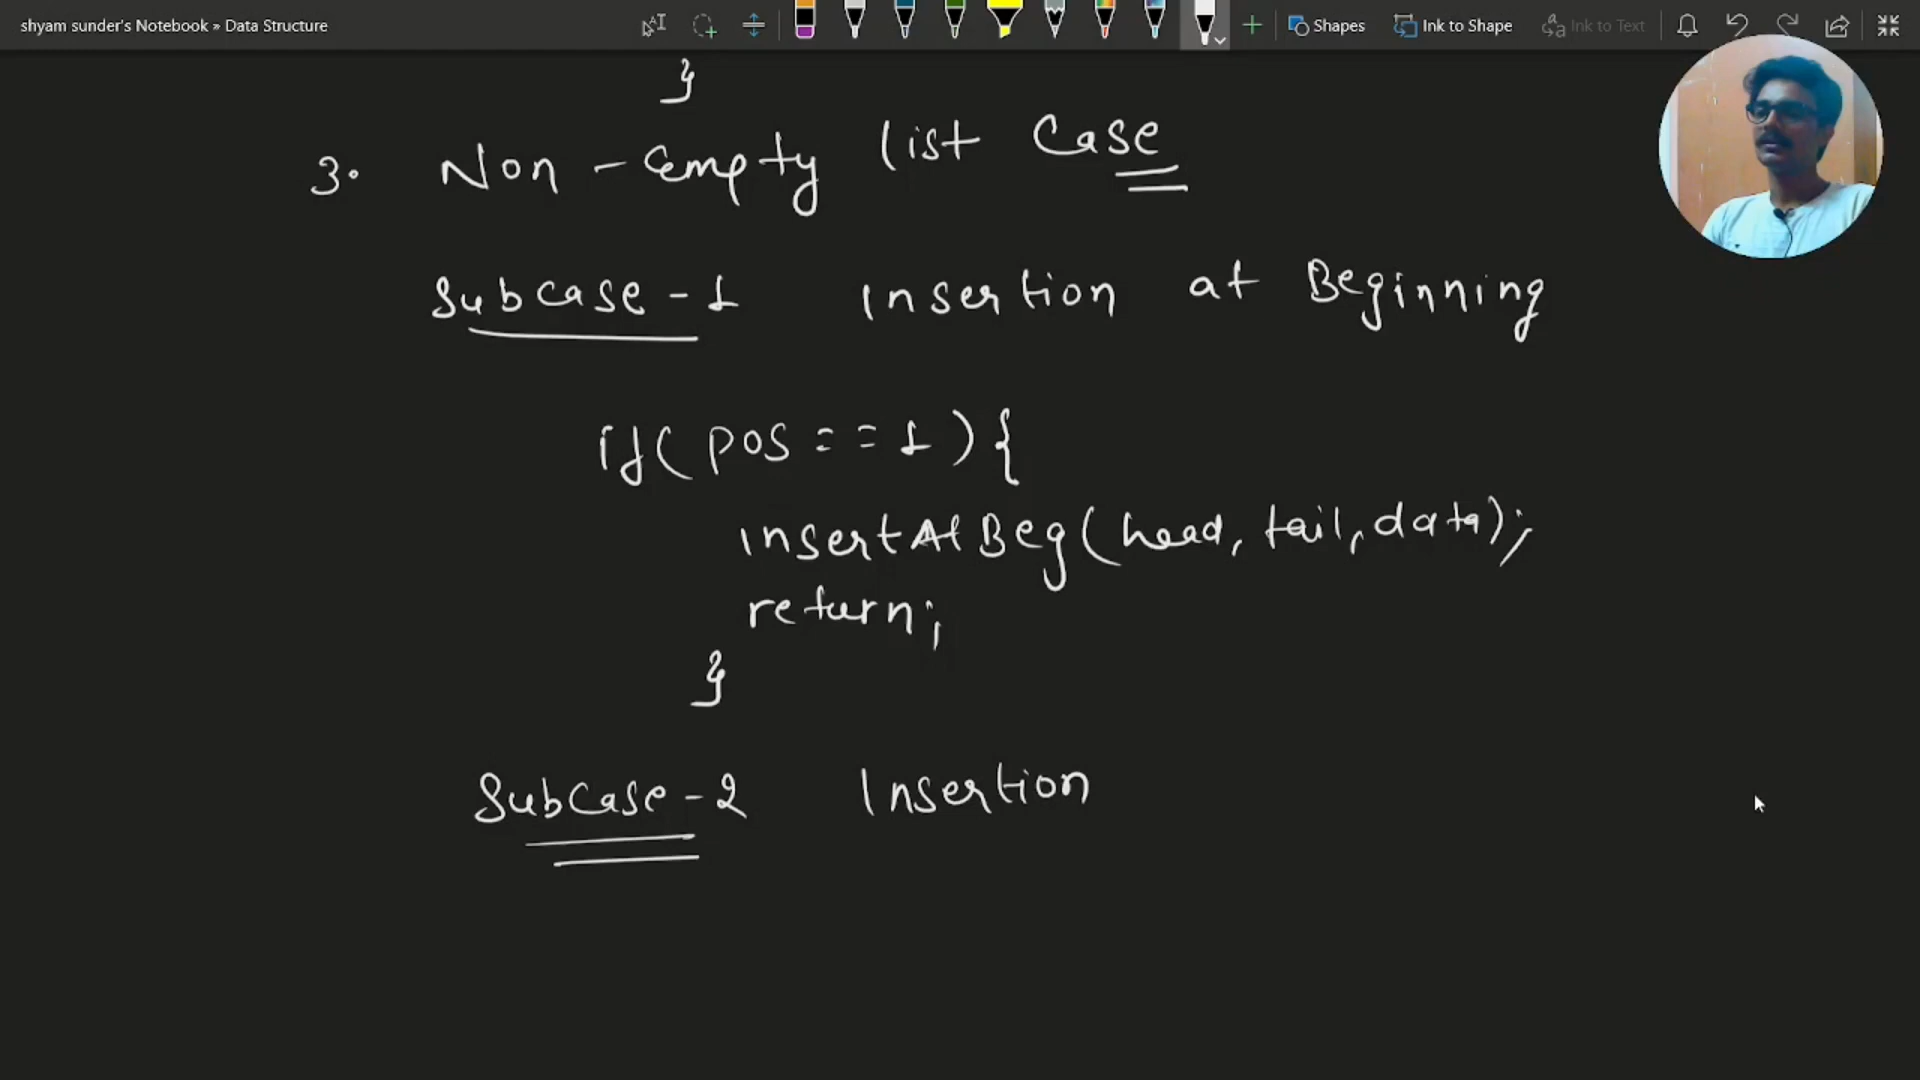 shyam sunder's Notebook » Data Structure
Shapes
Ink to Shape
Ink to Text
}
3. Non-Empty list Case
Subcase-1 Insertion at Beginning
if(pos==1){
insertAtBeg(head, tail, data);
return;
}
Subcase-2 Insertion